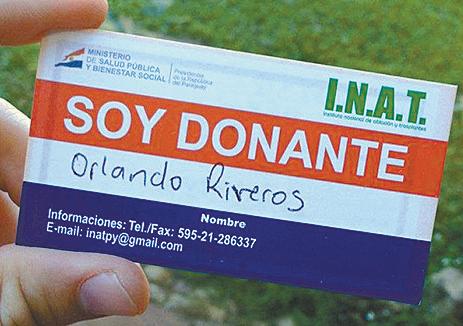 MINISTERIO
DE SALUD PÚBLICA
Y BIENESTAR SOCIAL
Presidencia
de la República
del Paraguay
I.N.A.T.
Instituto nacional de ablación y trasplantes
SOY DONANTE
Orlando Riveros
Nombre
Informaciones: Tel./Fax: 595-21-286337
E-mail: inatpy@gmail.com